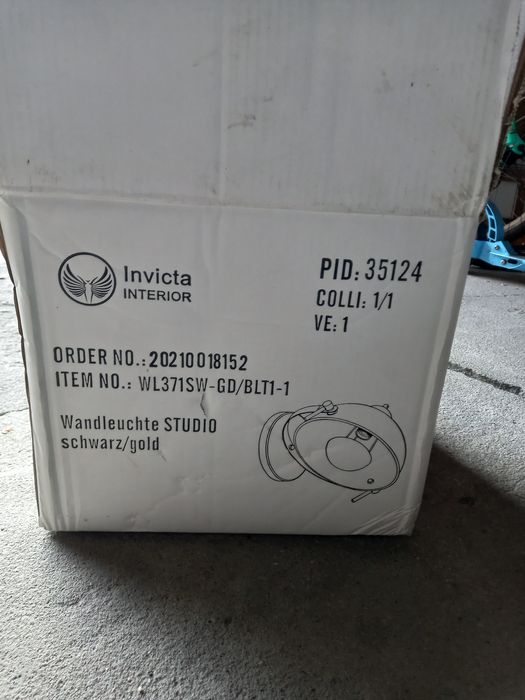 Invicta
INTERIOR
PID: 35124
COLLI: 1/1
VE: 1
ORDER NO.: 20210018152
ITEM NO.: WL371SW-GD/BLT1-1
Wandleuchte STUDIO
schwarz/gold